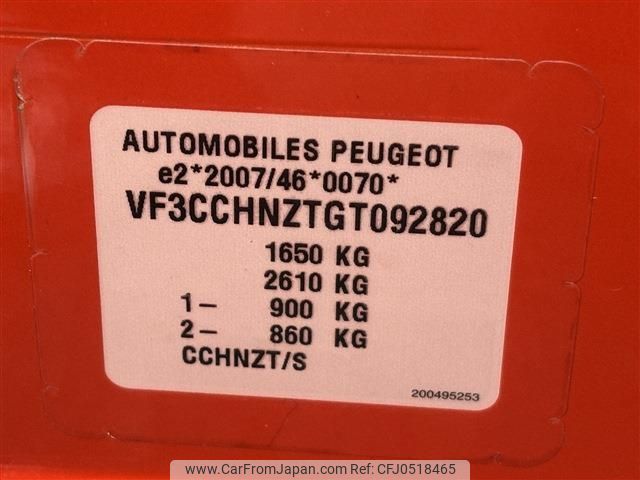 AUTOMOBILES PEUGEOT
e2*2007/46*0070*
VF3CCHNZTGT092820
1650 KG
2610 KG
1- 900 KG
2- 860 KG
CCHNZT/S
200495253
www.CarFromJapan.com [CFJ0518465]